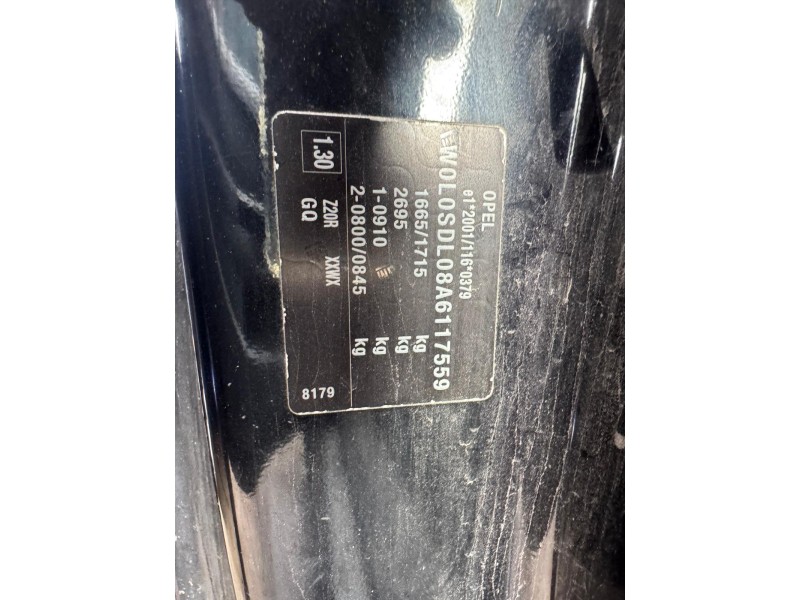 OPEL
e1*2001/116*0379
W0L0SDL08A6117559
1665/1715 kg
2695 kg
1-0910 kg
2-0800/0845 kg
1.30 Z20R XXWX
GQ
8179